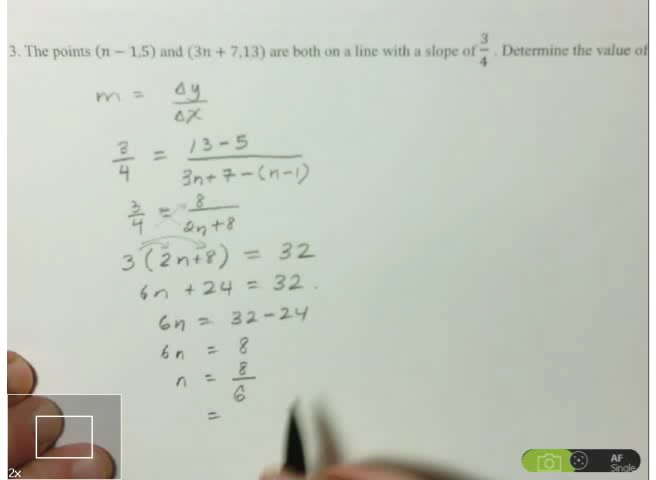 3. The points (n − 1,5) and (3n + 7,13) are both on a line with a slope of 3/4 . Determine the value of
m = Δy/Δx
3/4 = 13 − 5 / 3n + 7 − (n − 1)
3/4 = 8 / 2n + 8
3 (2n + 8) = 32
6n + 24 = 32.
6n = 32 − 24
6n = 8
n = 8/6
=
2x
AF
Single